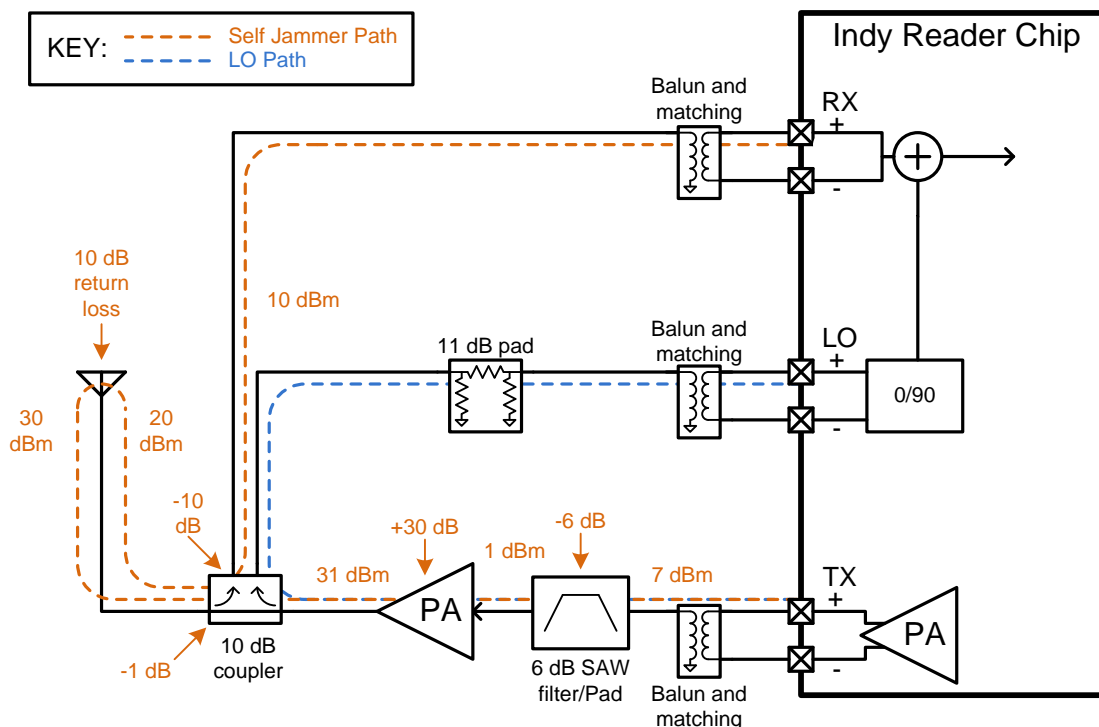 KEY:
Self Jammer Path
LO Path
Indy Reader Chip
Balun and
matching
RX
+
-
10 dB
return
loss
10 dBm
11 dB pad
Balun and
matching
LO
+
-
0/90
30
dBm
20
dBm
-10
dB
+30 dB
-6 dB
31 dBm
1 dBm
7 dBm
TX
+
-
PA
PA
-1 dB
10 dB
coupler
6 dB SAW
filter/Pad
Balun and
matching